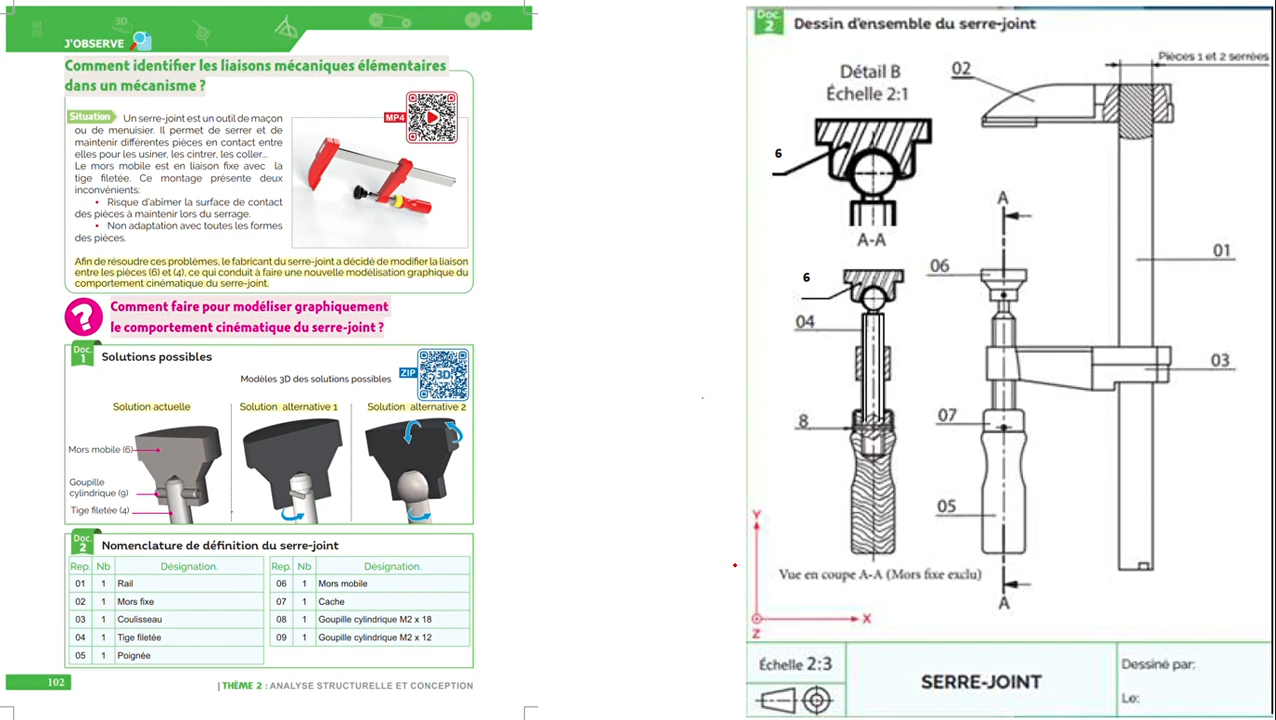 J'OBSERVE
Comment identifier les liaisons mécaniques élémentaires
dans un mécanisme ?
Situation Un serre-joint est un outil de maçon
ou de menuisier. Il permet de serrer et de
maintenir différentes pièces en contact entre
elles pour les usiner, les cintrer, les coller...
Le mors mobile est en liaison fixe avec la
tige filetée. Ce montage présente deux
inconvénients:
• Risque d'abîmer la surface de contact
des pièces à maintenir lors du serrage.
• Non adaptation avec toutes les formes
des pièces.
MP4
Afin de résoudre ces problèmes, le fabricant du serre-joint a décidé de modifier la liaison
entre les pièces (6) et (4), ce qui conduit à faire une nouvelle modélisation graphique du
comportement cinématique du serre-joint.
? Comment faire pour modéliser graphiquement
le comportement cinématique du serre-joint ?
Doc. 1 Solutions possibles
Modèles 3D des solutions possibles
ZIP
3D
Solution actuelle Solution alternative 1 Solution alternative 2
Mors mobile (6)
Goupille
cylindrique (9)
Tige filetée (4)
Doc. 2 Nomenclature de définition du serre-joint
Rep. Nb Désignation. Rep. Nb Désignation.
01 1 Rail 06 1 Mors mobile
02 1 Mors fixe 07 1 Cache
03 1 Coulisseau 08 1 Goupille cylindrique M2 x 18
04 1 Tige filetée 09 1 Goupille cylindrique M2 x 12
05 1 Poignée
102
| THÈME 2 : ANALYSE STRUCTURELLE ET CONCEPTION
Doc. 2 Dessin d'ensemble du serre-joint
Pièces 1 et 2 serrées
02
Détail B
Échelle 2:1
6
A
A-A
01
06
6
04
03
07
8
05
Y
Vue en coupe A-A (Mors fixe exclu)
A
X
Z
Échelle 2:3
SERRE-JOINT
Dessiné par:
Le: